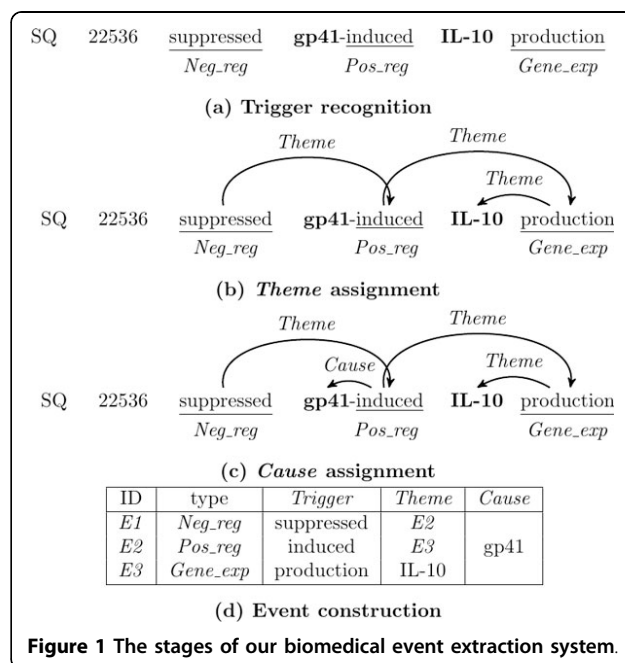 SQ 22536 suppressed gp41-induced IL-10 production
Neg_reg Pos_reg Gene_exp
(a) Trigger recognition
Theme Theme
Theme
SQ 22536 suppressed gp41-induced IL-10 production
Neg_reg Pos_reg Gene_exp
(b) Theme assignment
Theme Theme
Cause Theme
SQ 22536 suppressed gp41-induced IL-10 production
Neg_reg Pos_reg Gene_exp
(c) Cause assignment
ID type Trigger Theme Cause
E1 Neg_reg suppressed E2
E2 Pos_reg induced E3 gp41
E3 Gene_exp production IL-10
(d) Event construction
Figure 1 The stages of our biomedical event extraction system.